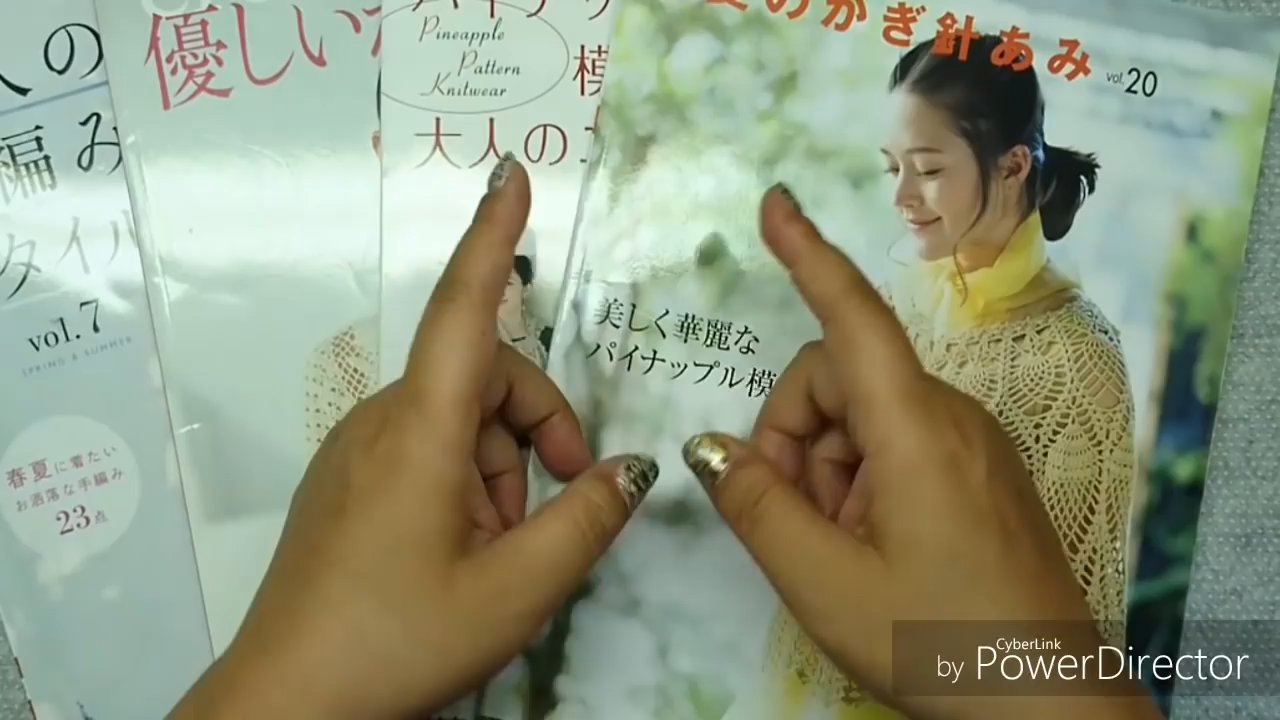 人の
編み
タイル
vol.7
SPRING & SUMMER
春夏に着たい
お洒落な手編み
23点
優しい
Pineapple
Pattern
Knitwear
模
大人の
夏のかぎ針あみ
vol.20
美しく華麗な
パイナップル模
CyberLink
by PowerDirector